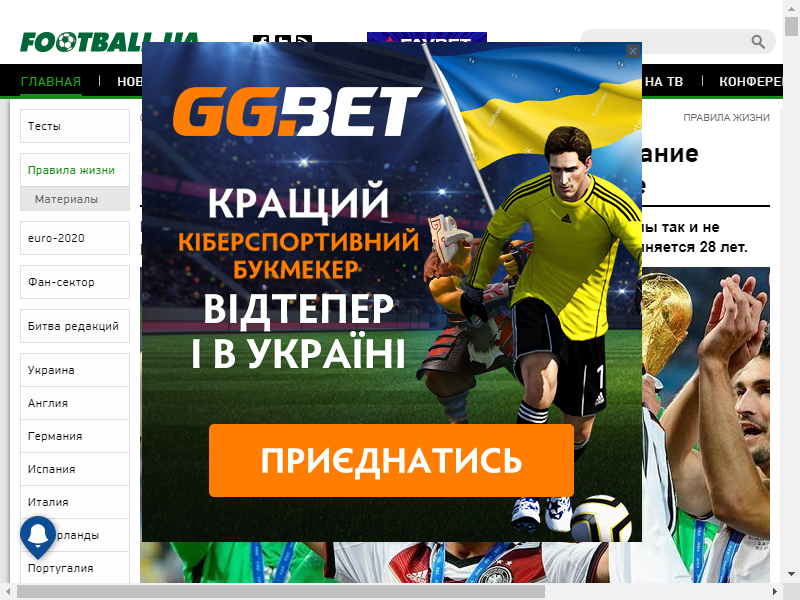 FOOTBALL.UA
FAVBET
ГЛАВНАЯ
НОВ
НА ТВ
КОНФЕРЕ
Тесты
Правила жизни
Материалы
euro-2020
Фан-сектор
Битва редакций
Украина
Англия
Германия
Испания
Италия
ерланды
Португалия
ПРАВИЛА ЖИЗНИ
ание
е
ы так и не
няется 28 лет.
GG.BET
КРАЩИЙ
КІБЕРСПОРТИВНИЙ
БУКМЕКЕР
ВІДТЕПЕР
І В УКРАЇНІ
ПРИЄДНАТИСЬ
1